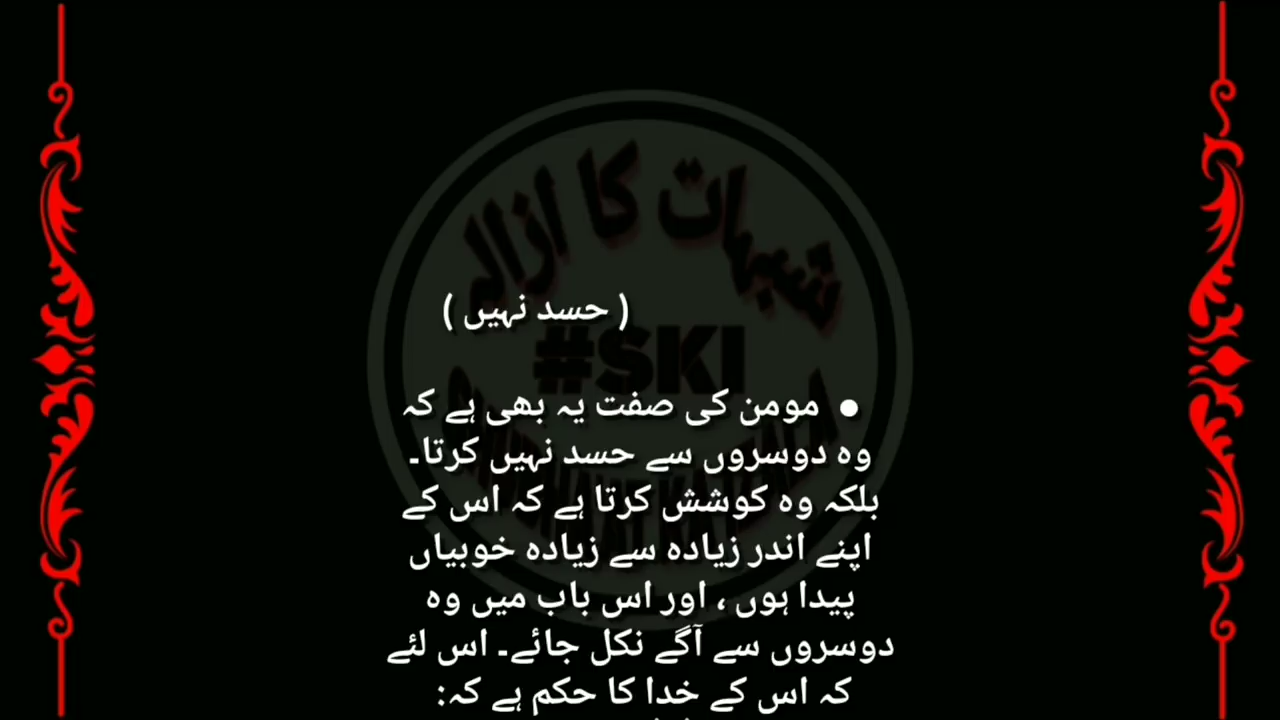 شبہات کا ازالہ
( حسد نہیں )
#SKI
● مومن کی صفت یہ بھی ہے کہ
وہ دوسروں سے حسد نہیں کرتا۔
بلکہ وہ کوشش کرتا ہے کہ اس کے
اپنے اندر زیادہ سے زیادہ خوبیاں
پیدا ہوں ، اور اس باب میں وہ
دوسروں سے آگے نکل جائے۔ اس لئے
کہ اس کے خدا کا حکم ہے کہ: